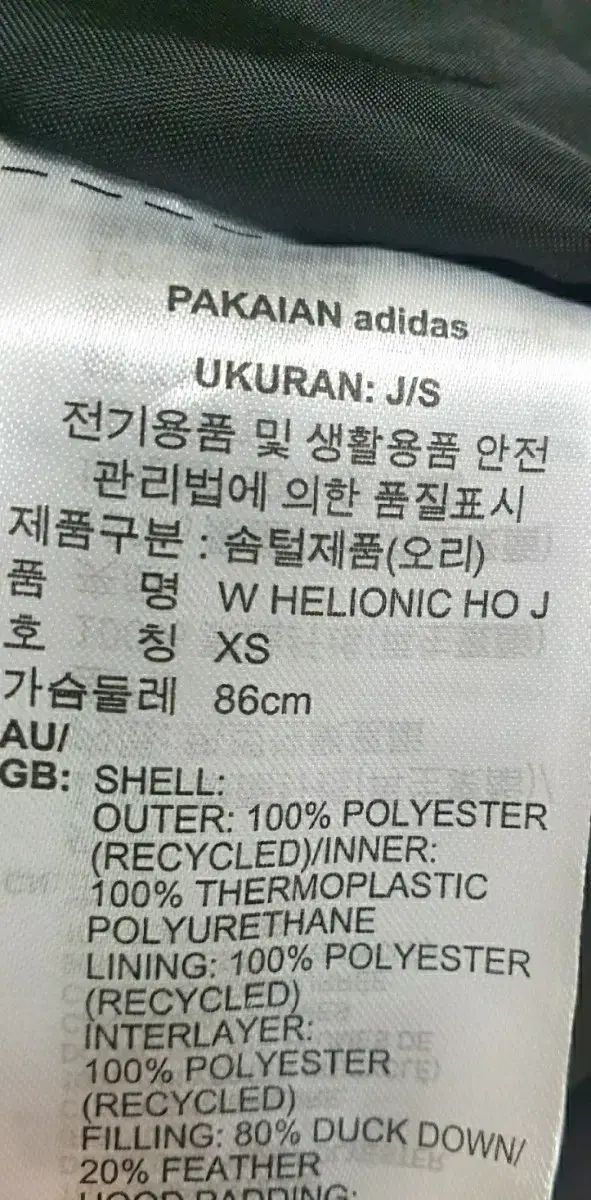 PAKAIAN adidas
UKURAN: J/S
전기용품 및 생활용품 안전
관리법에 의한 품질표시
제품구분 : 솜털제품(오리)
품 명 W HELIONIC HO J
호 칭 XS
가슴둘레 86cm
AU/
GB: SHELL:
OUTER: 100% POLYESTER
(RECYCLED)/INNER:
100% THERMOPLASTIC
POLYURETHANE
LINING: 100% POLYESTER
(RECYCLED)
INTERLAYER:
100% POLYESTER
(RECYCLED)
FILLING: 80% DUCK DOWN/
20% FEATHER
HOOD PADDING: